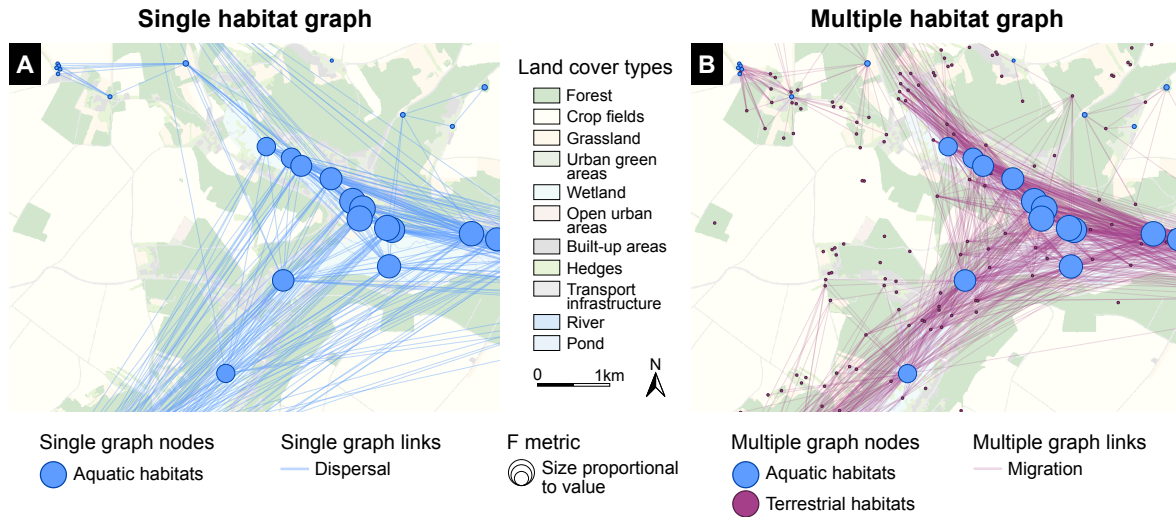 Single habitat graph
Multiple habitat graph
A
Land cover types
Forest
Crop fields
Grassland
Urban green
areas
Wetland
Open urban
areas
Built-up areas
Hedges
Transport
infrastructure
River
Pond
0 1km
N
B
Single graph nodes
Aquatic habitats
Single graph links
Dispersal
F metric
Size proportional
to value
Multiple graph nodes
Aquatic habitats
Terrestrial habitats
Multiple graph links
Migration